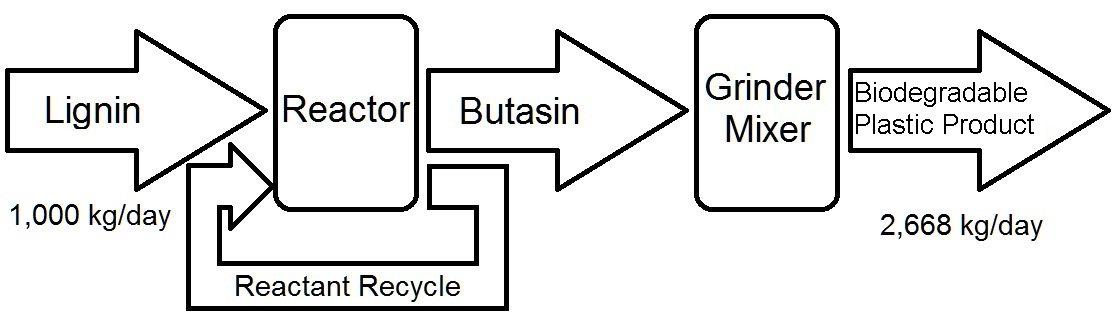 Lignin
1,000 kg/day
Reactor
Reactant Recycle
Butasin
Grinder
Mixer
Biodegradable
Plastic Product
2,668 kg/day